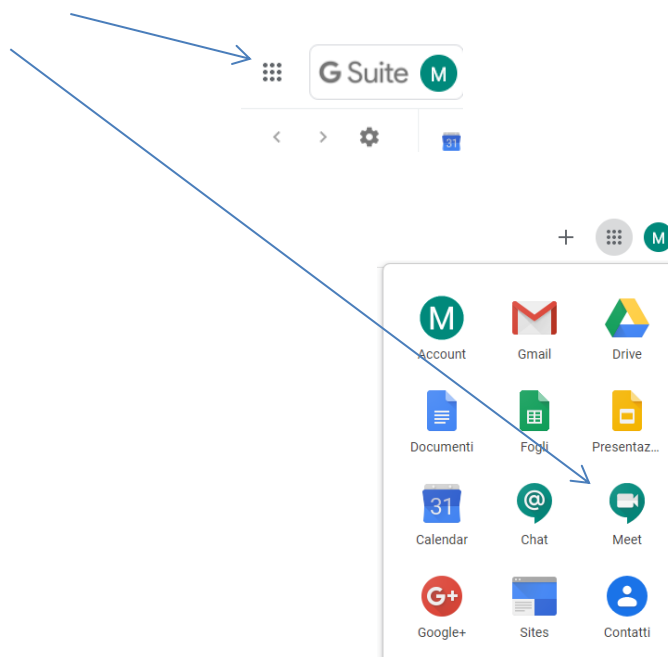 G Suite M
31
M
M
Account Gmail Drive
Documenti Fogli Presentaz...
31 @
Calendar Chat Meet
G+
Google+ Sites Contatti